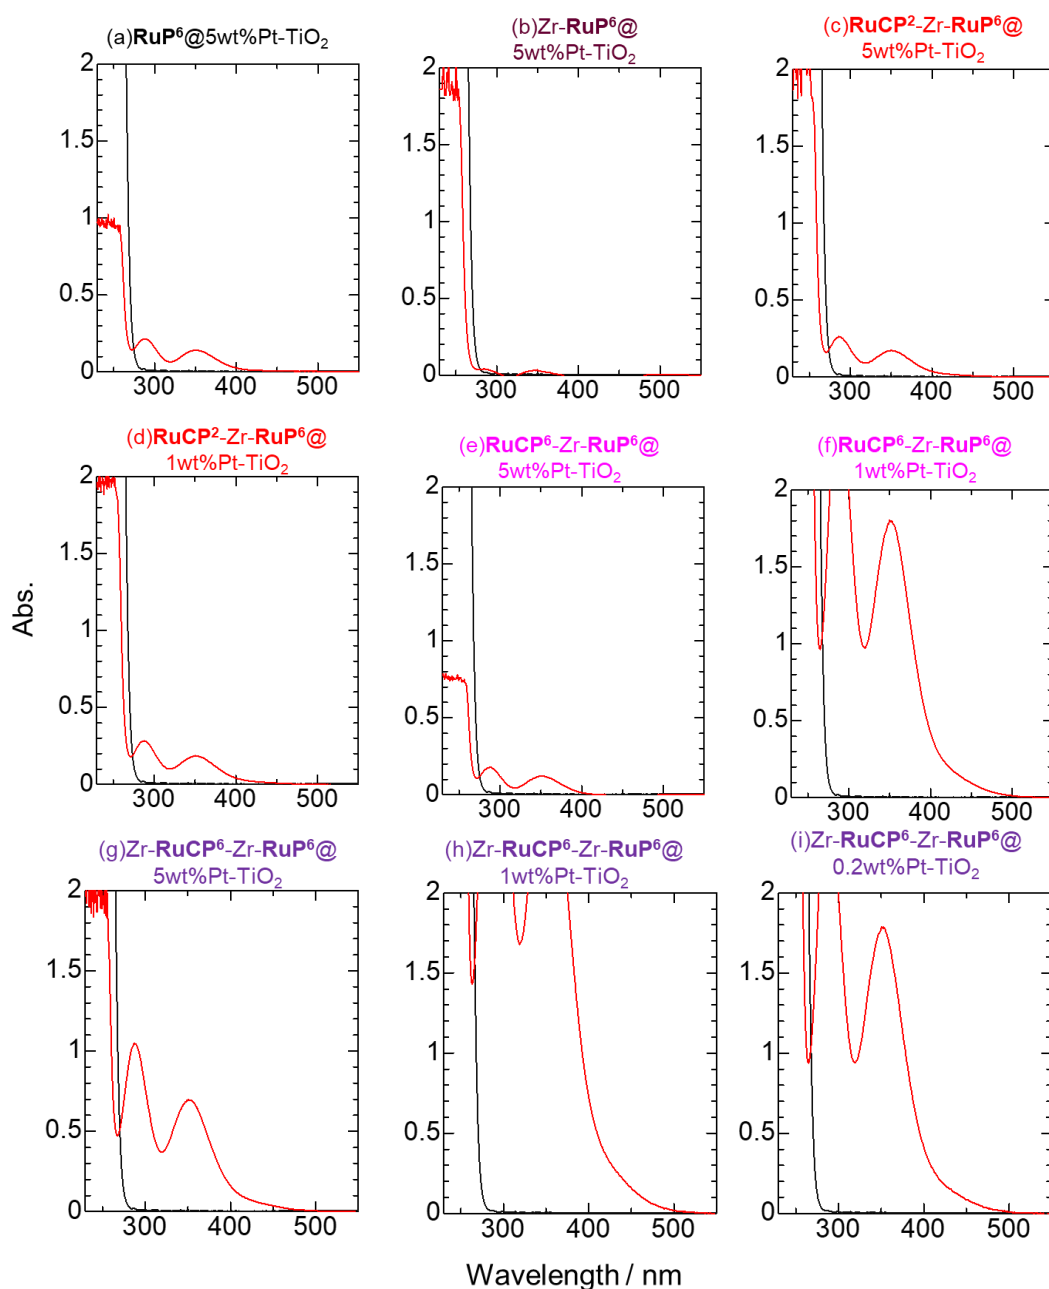 (a)RuP⁶@5wt%Pt-TiO₂
(b)Zr-RuP⁶@
5wt%Pt-TiO₂
(c)RuCP²-Zr-RuP⁶@
5wt%Pt-TiO₂
2
1.5
1
0.5
0
300 400 500
2
1.5
1
0.5
0
300 400 500
2
1.5
1
0.5
0
300 400 500
(d)RuCP²-Zr-RuP⁶@
1wt%Pt-TiO₂
(e)RuCP⁶-Zr-RuP⁶@
5wt%Pt-TiO₂
(f)RuCP⁶-Zr-RuP⁶@
1wt%Pt-TiO₂
Abs.
2
1.5
1
0.5
0
300 400 500
2
1.5
1
0.5
0
300 400 500
2
1.5
1
0.5
0
300 400 500
(g)Zr-RuCP⁶-Zr-RuP⁶@
5wt%Pt-TiO₂
(h)Zr-RuCP⁶-Zr-RuP⁶@
1wt%Pt-TiO₂
(i)Zr-RuCP⁶-Zr-RuP⁶@
0.2wt%Pt-TiO₂
2
1.5
1
0.5
0
300 400 500
2
1.5
1
0.5
0
300 400 500
2
1.5
1
0.5
0
300 400 500
Wavelength / nm